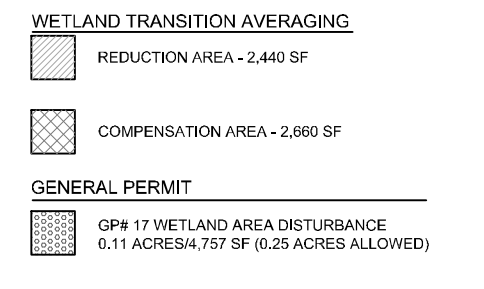 WETLAND TRANSITION AVERAGING
REDUCTION AREA - 2,440 SF
COMPENSATION AREA - 2,660 SF
GENERAL PERMIT
GP# 17 WETLAND AREA DISTURBANCE
0.11 ACRES/4,757 SF (0.25 ACRES ALLOWED)